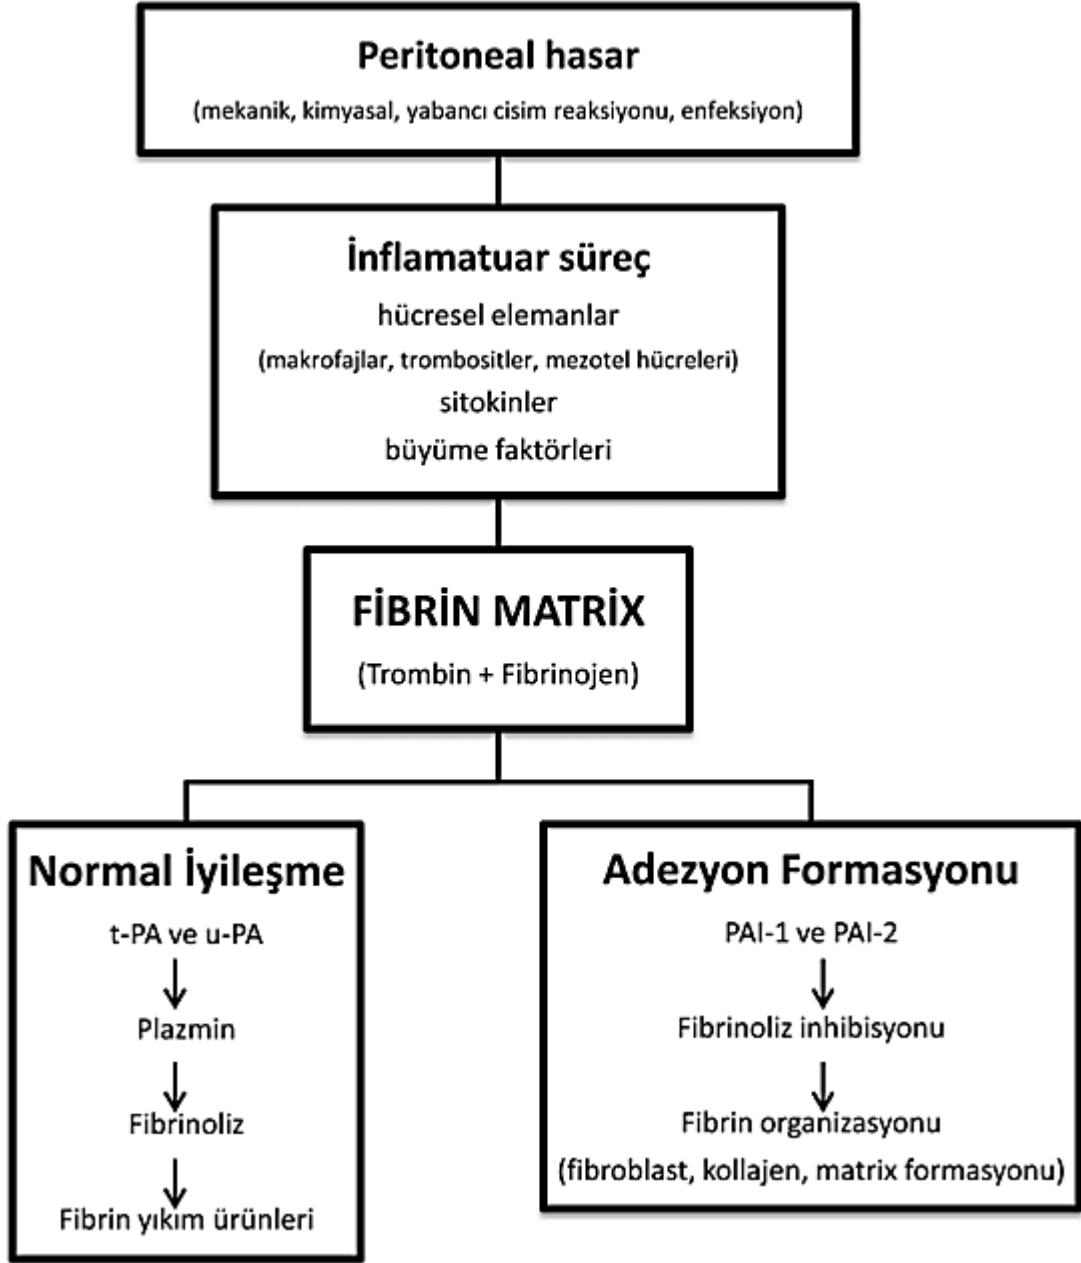 Peritoneal hasar
(mekanik, kimyasal, yabancı cisim reaksiyonu, enfeksiyon)
İnflamatuar süreç
hücresel elemanlar
(makrofajlar, trombositler, mezotel hücreleri)
sitokinler
büyüme faktörleri
FİBRİN MATRİX
(Trombin + Fibrinojen)
Normal İyileşme
t-PA ve u-PA
Plazmin
Fibrinoliz
Fibrin yıkım ürünleri
Adezyon Formasyonu
PAI-1 ve PAI-2
Fibrinoliz inhibisyonu
Fibrin organizasyonu
(fibroblast, kollajen, matrix formasyonu)